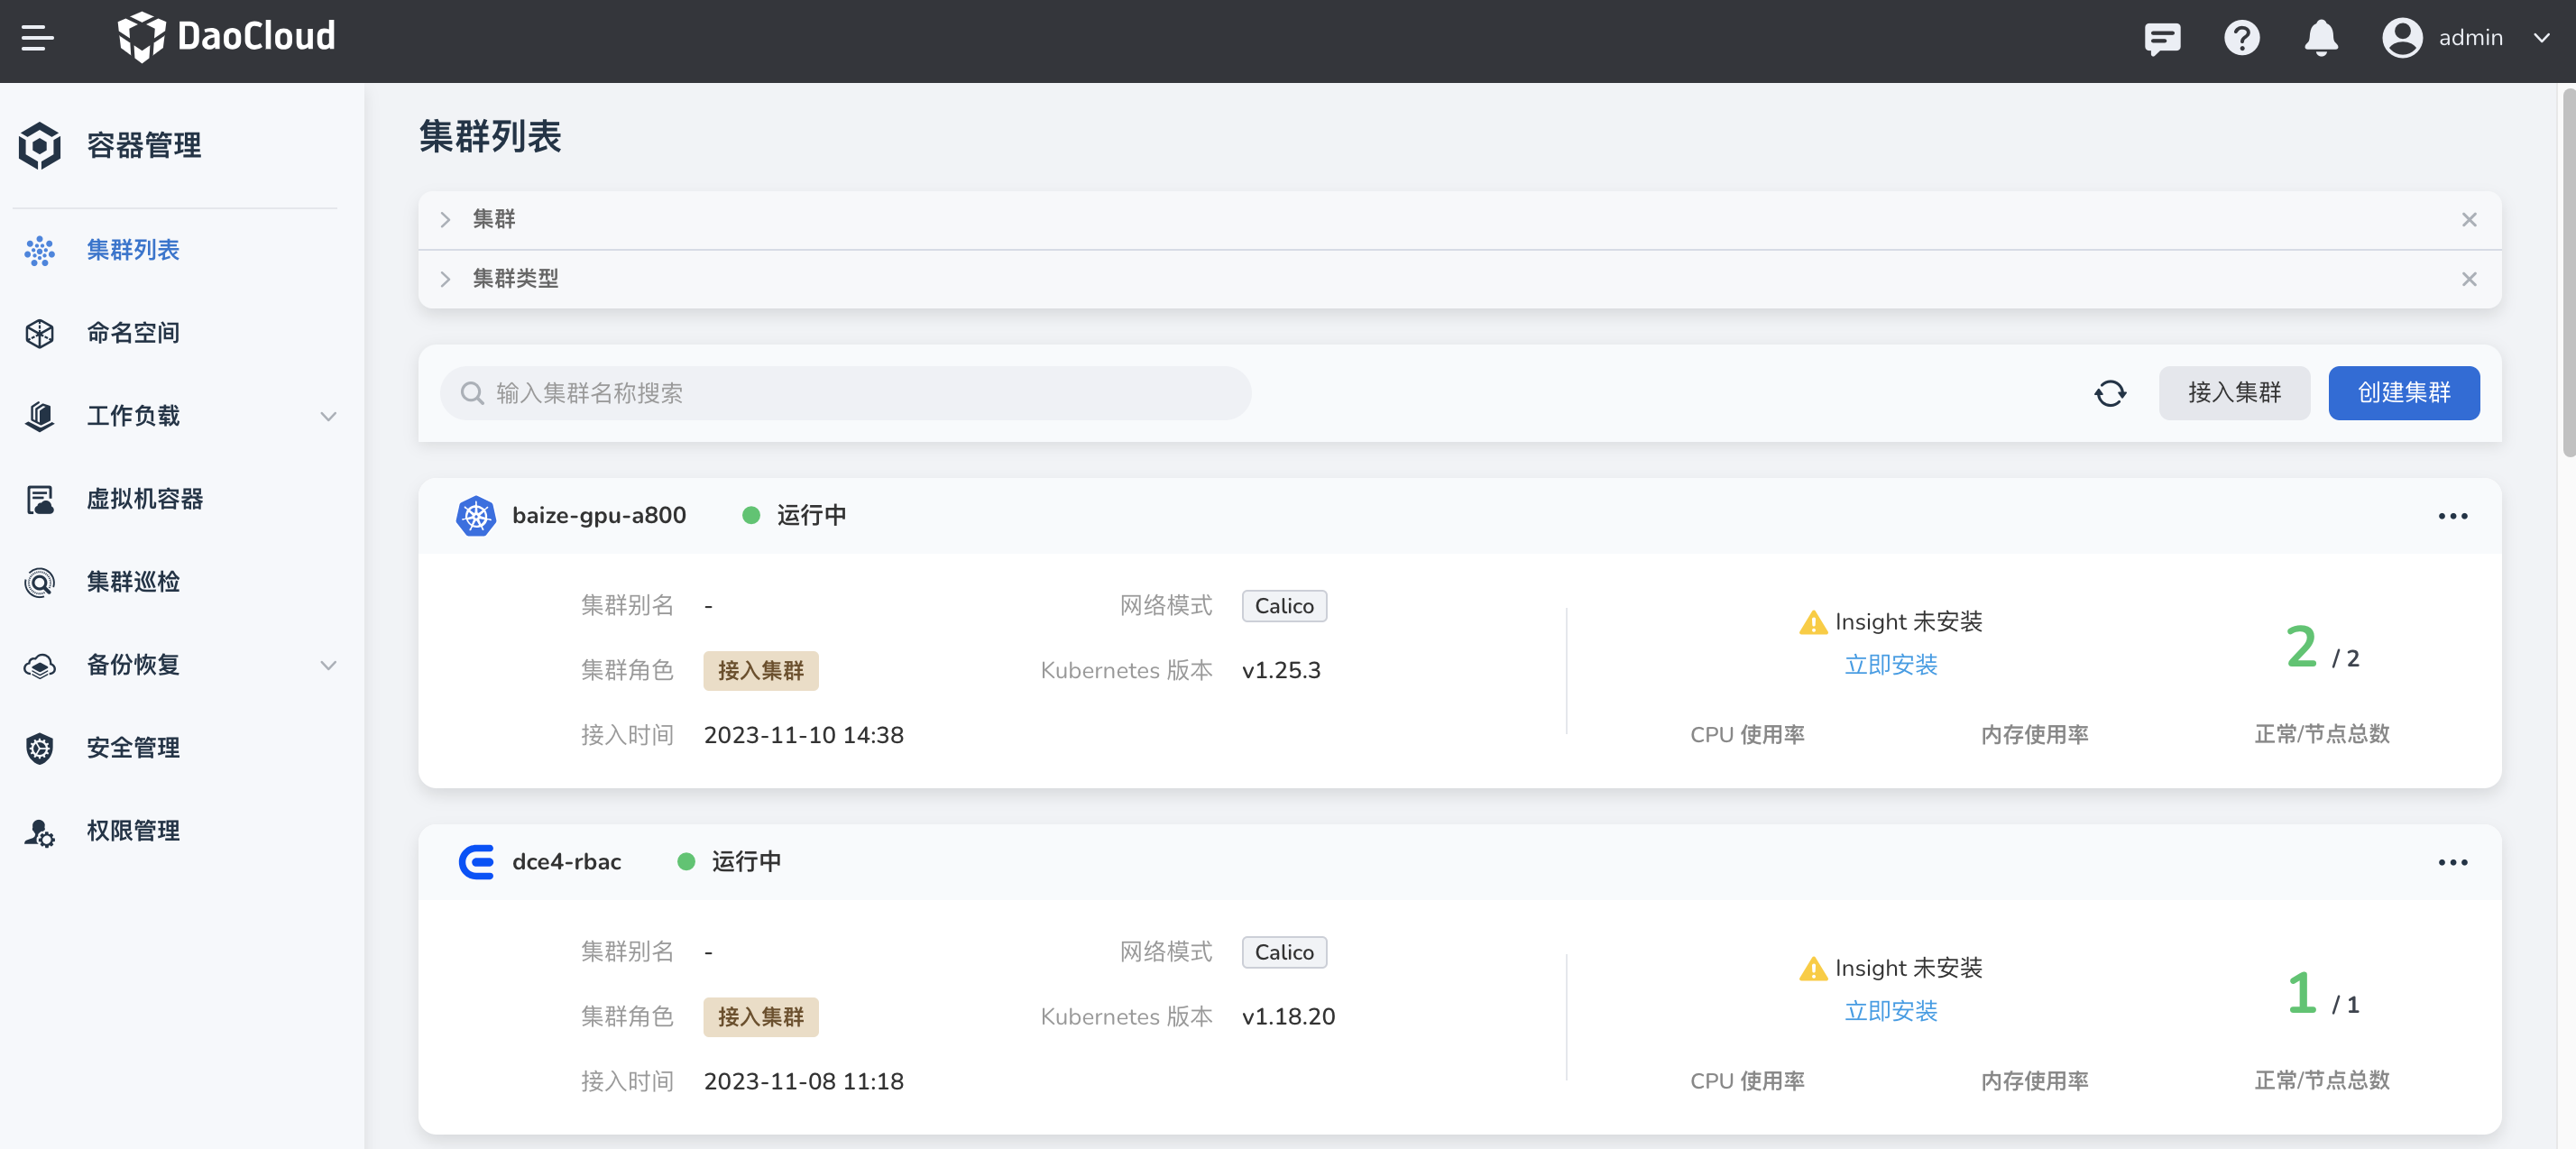 DaoCloud
admin
容器管理
集群列表
命名空间
工作负载
虚拟机容器
集群巡检
备份恢复
安全管理
权限管理
集群列表
集群
集群类型
输入集群名称搜索
接入集群
创建集群
baize-gpu-a800
运行中
集群别名 -
网络模式 Calico
集群角色 接入集群
Kubernetes 版本 v1.25.3
接入时间 2023-11-10 14:38
Insight 未安装
立即安装
CPU 使用率
内存使用率
2 / 2
正常/节点总数
dce4-rbac
运行中
集群别名 -
网络模式 Calico
集群角色 接入集群
Kubernetes 版本 v1.18.20
接入时间 2023-11-08 11:18
Insight 未安装
立即安装
CPU 使用率
内存使用率
1 / 1
正常/节点总数